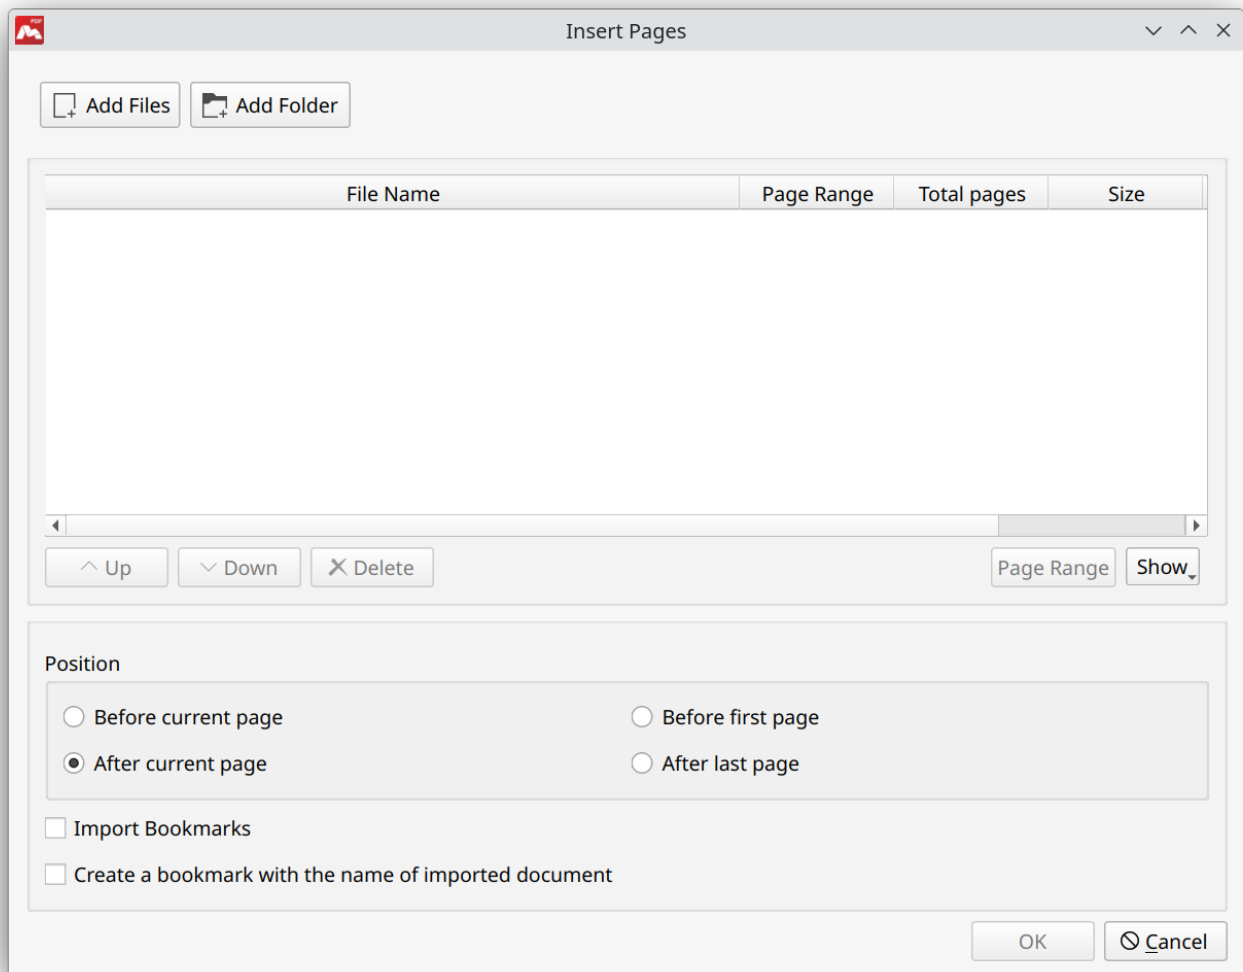 PDF
Insert Pages
Add Files Add Folder
File Name Page Range Total pages Size
Up Down Delete Page Range Show
Position
Before current page Before first page
After current page After last page
Import Bookmarks
Create a bookmark with the name of imported document
OK Cancel